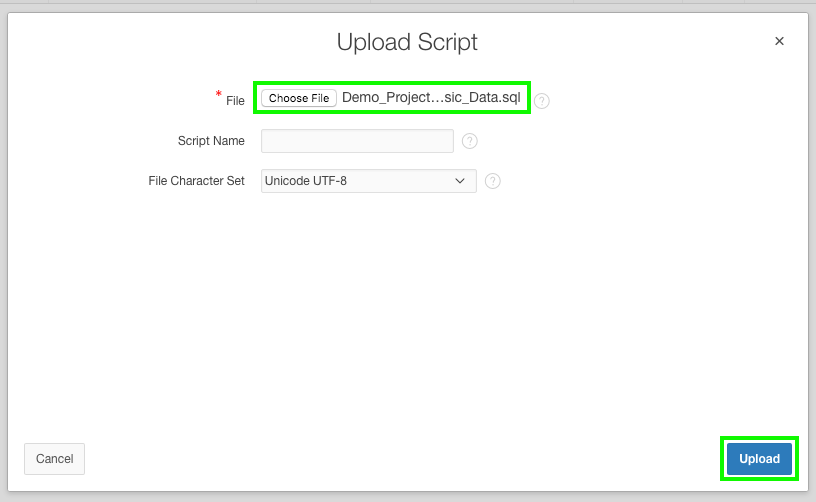 Upload Script
×
* File Choose File Demo_Project...sic_Data.sql ?
Script Name ?
File Character Set Unicode UTF-8 ?
Cancel Upload